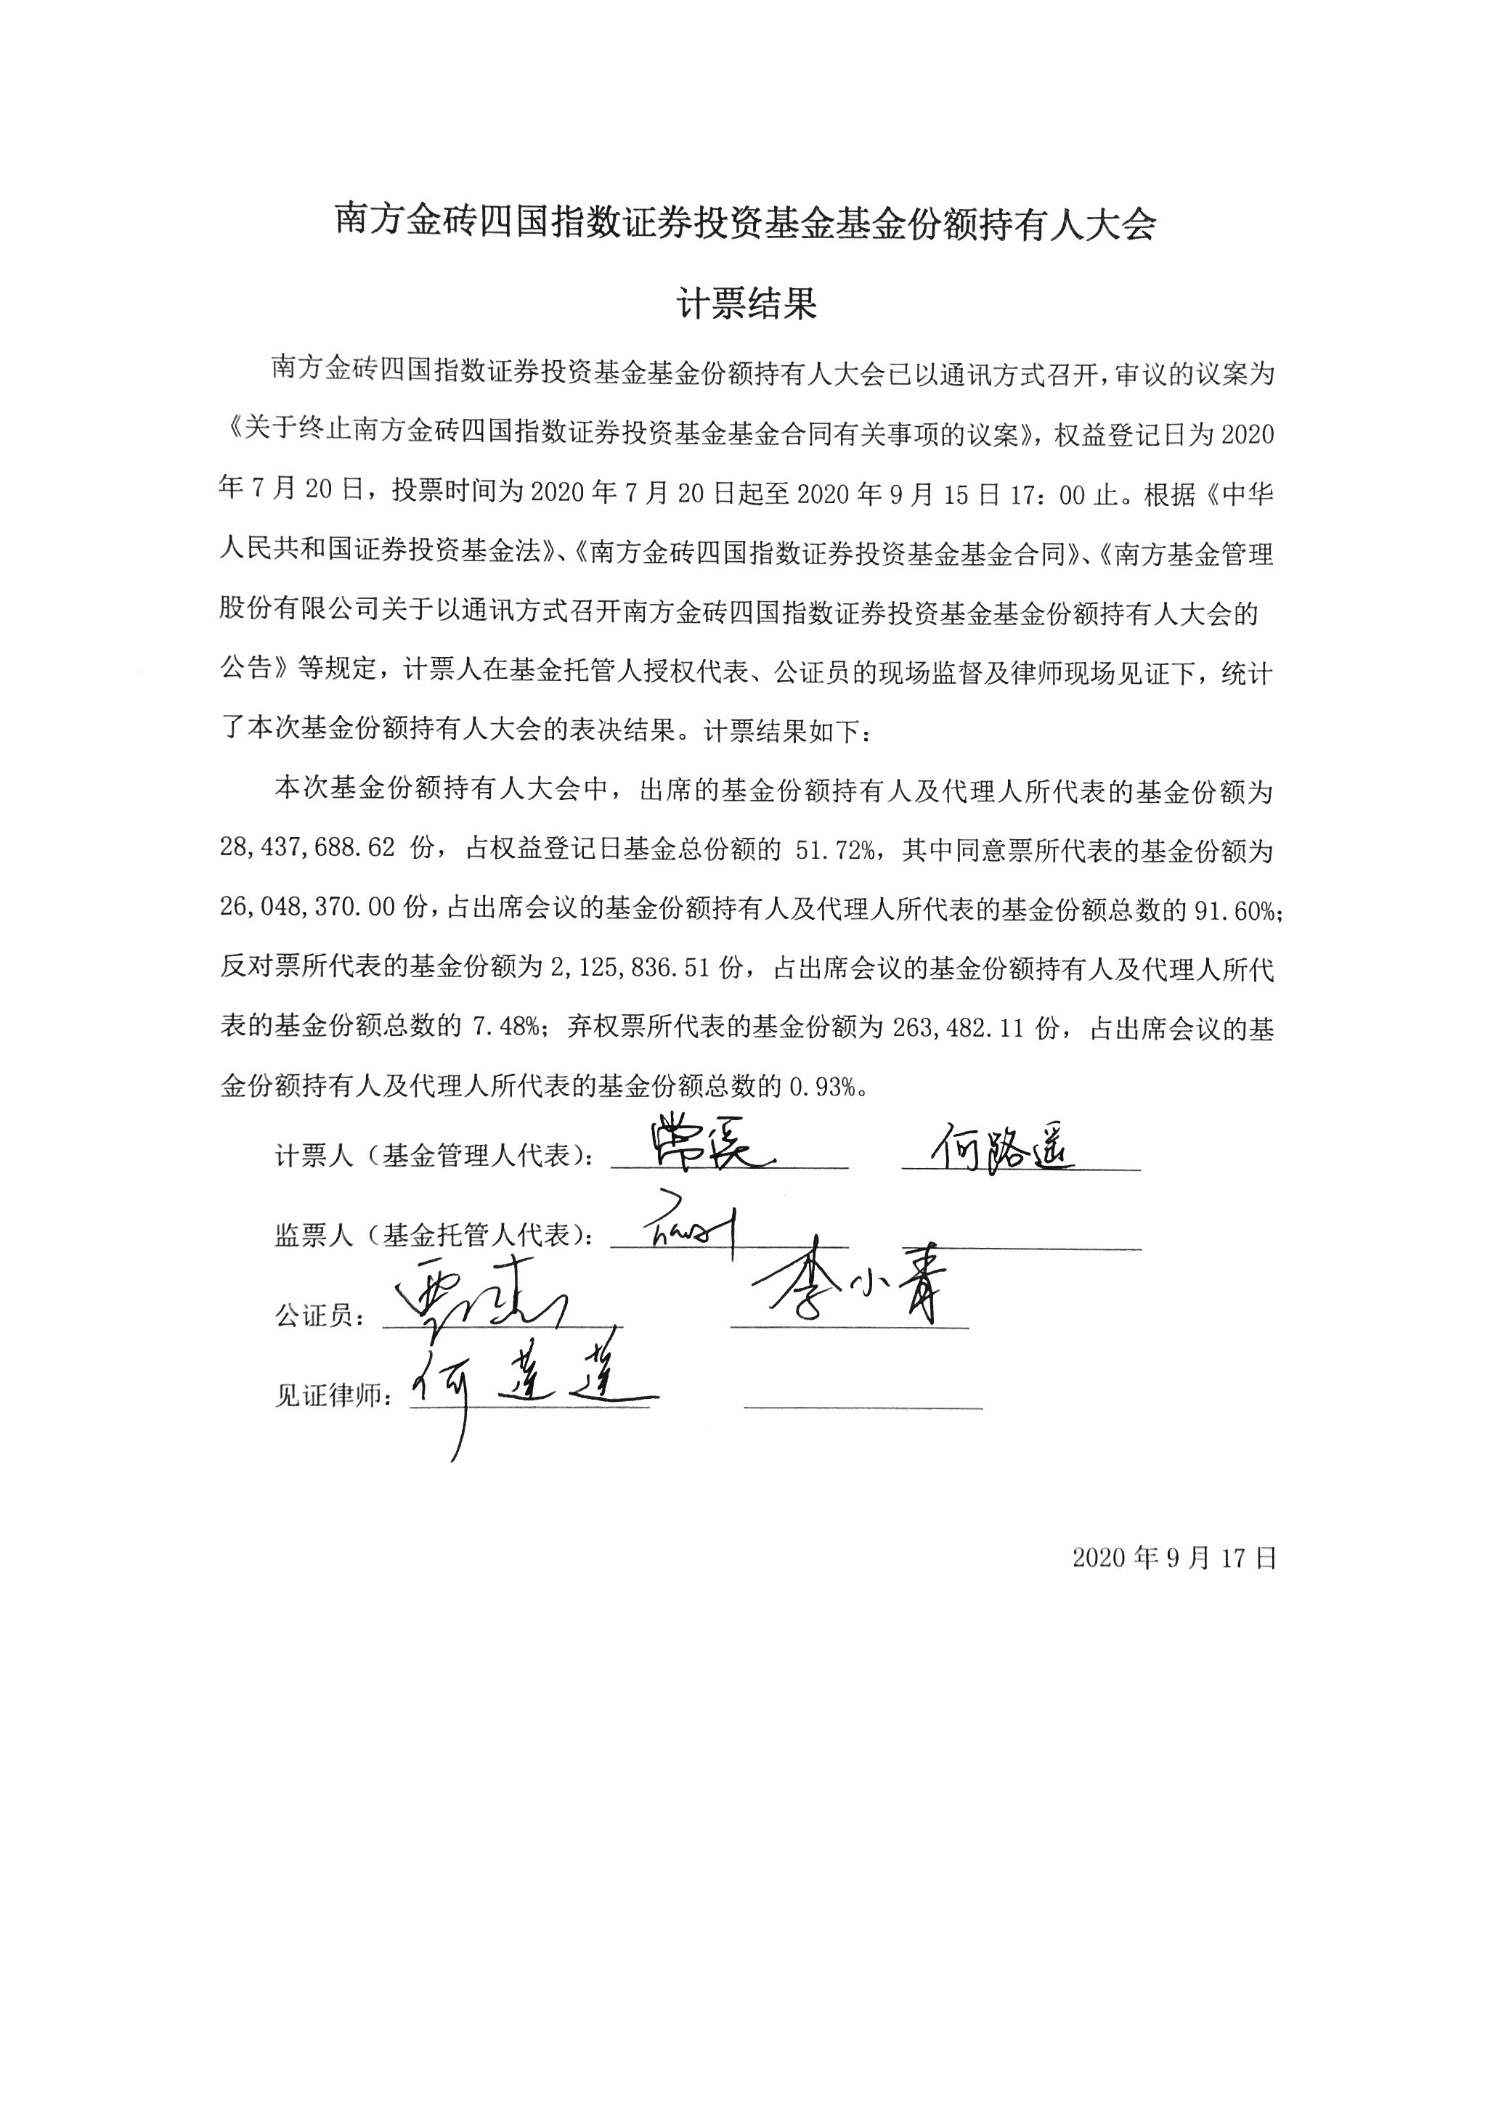 南方金砖四国指数证券投资基金基金份额持有人大会
计票结果
南方金砖四国指数证券投资基金基金份额持有人大会已以通讯方式召开，审议的议案为
《关于终止南方金砖四国指数证券投资基金基金合同有关事项的议案》，权益登记日为 2020
年 7 月 20 日，投票时间为 2020 年 7 月 20 日起至 2020 年 9 月 15 日 17：00 止。根据《中华
人民共和国证券投资基金法》、《南方金砖四国指数证券投资基金基金合同》、《南方基金管理
股份有限公司关于以通讯方式召开南方金砖四国指数证券投资基金基金份额持有人大会的
公告》等规定，计票人在基金托管人授权代表、公证员的现场监督及律师现场见证下，统计
了本次基金份额持有人大会的表决结果。计票结果如下：
本次基金份额持有人大会中，出席的基金份额持有人及代理人所代表的基金份额为
28,437,688.62 份，占权益登记日基金总份额的 51.72%，其中同意票所代表的基金份额为
26,048,370.00 份，占出席会议的基金份额持有人及代理人所代表的基金份额总数的 91.60%；
反对票所代表的基金份额为 2,125,836.51 份，占出席会议的基金份额持有人及代理人所代
表的基金份额总数的 7.48%；弃权票所代表的基金份额为 263,482.11 份，占出席会议的基
金份额持有人及代理人所代表的基金份额总数的 0.93%。
计票人（基金管理人代表）：常溪 何路遥
监票人（基金托管人代表）：
公证员： 李小青
见证律师：何莲莲
2020 年 9 月 17 日